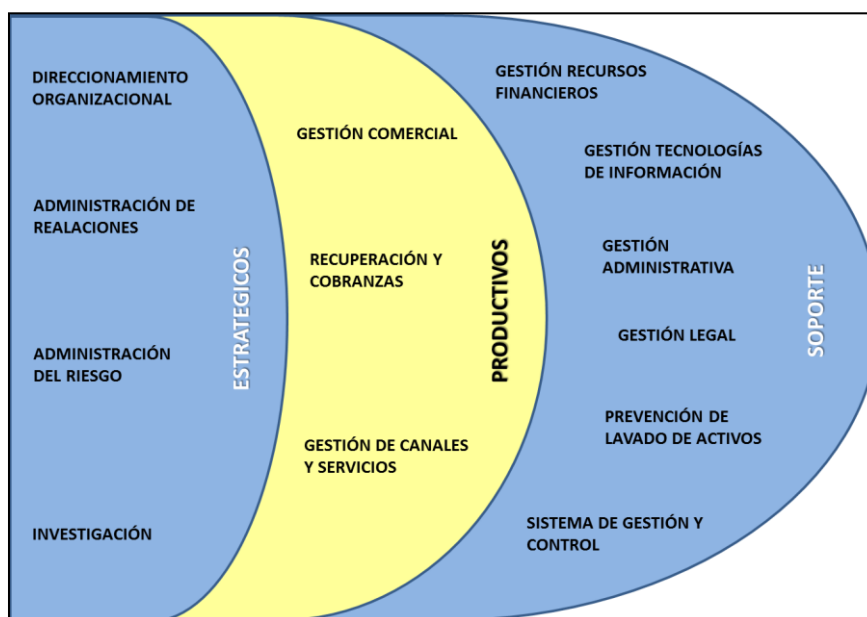 DIRECCIONAMIENTO
ORGANIZACIONAL
ADMINISTRACIÓN DE
REALACIONES
ADMINISTRACIÓN
DEL RIESGO
INVESTIGACIÓN
ESTRATEGICOS
GESTIÓN COMERCIAL
RECUPERACIÓN Y
COBRANZAS
GESTIÓN DE CANALES
Y SERVICIOS
PRODUCTIVOS
GESTIÓN RECURSOS
FINANCIEROS
GESTIÓN TECNOLOGÍAS
DE INFORMACIÓN
GESTIÓN
ADMINISTRATIVA
GESTIÓN LEGAL
PREVENCIÓN DE
LAVADO DE ACTIVOS
SISTEMA DE GESTIÓN Y
CONTROL
SOPORTE